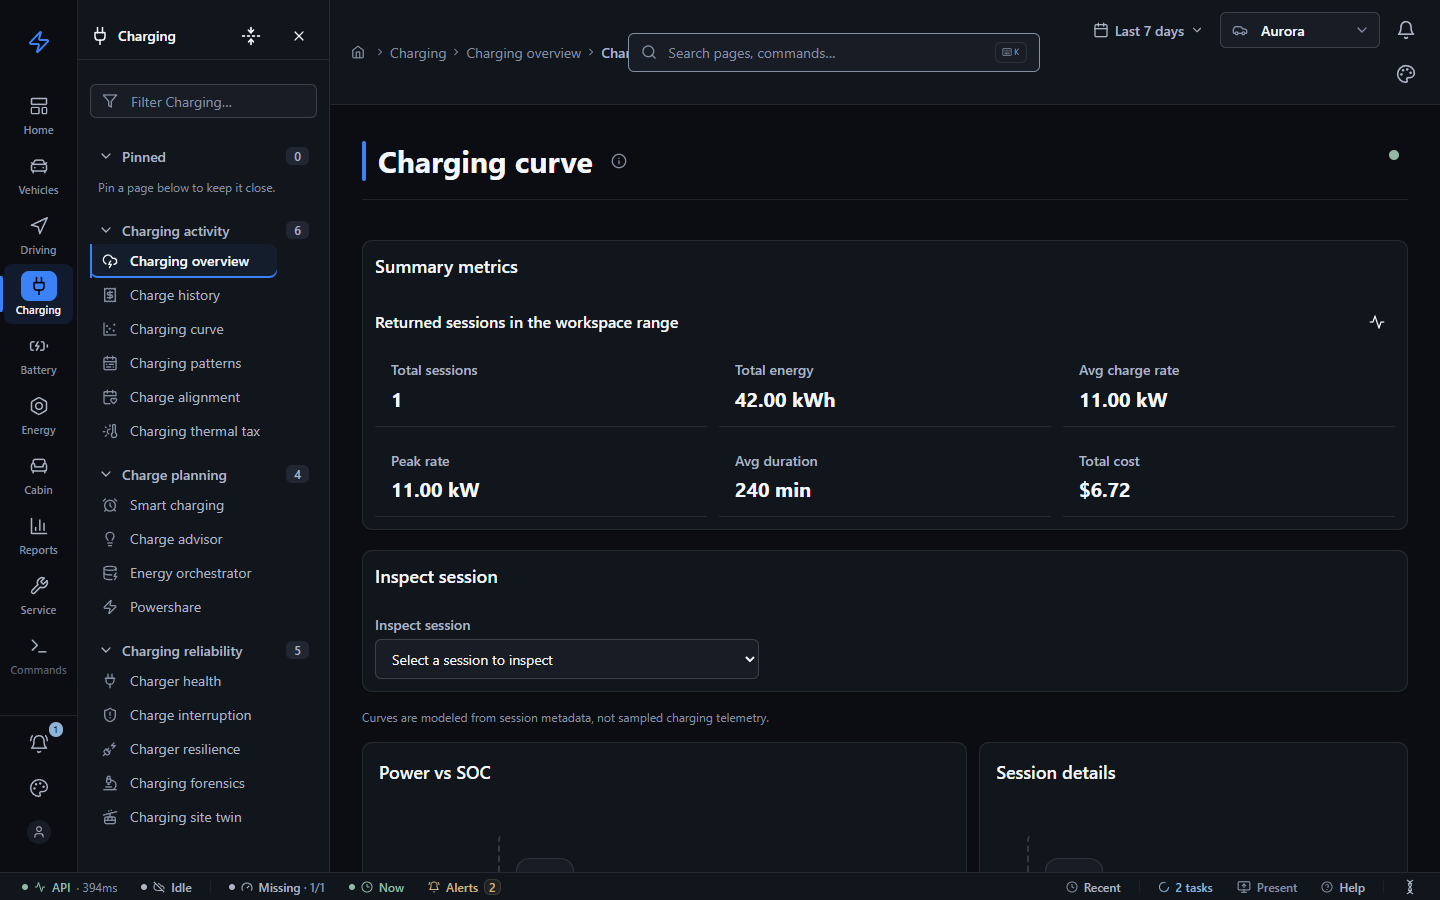 Home
Vehicles
Driving
Charging
Battery
Energy
Cabin
Reports
Service
Commands
1
Charging
Filter Charging...
Pinned 0
Pin a page below to keep it close.
Charging activity 6
Charging overview
Charge history
Charging curve
Charging patterns
Charge alignment
Charging thermal tax
Charge planning 4
Smart charging
Charge advisor
Energy orchestrator
Powershare
Charging reliability 5
Charger health
Charge interruption
Charger resilience
Charging forensics
Charging site twin
Charging Charging overview Char
Search pages, commands... K
Last 7 days
Aurora
Charging curve
Summary metrics
Returned sessions in the workspace range
Total sessions Total energy Avg charge rate
1 42.00 kWh 11.00 kW
Peak rate Avg duration Total cost
11.00 kW 240 min $6.72
Inspect session
Inspect session
Select a session to inspect
Curves are modeled from session metadata, not sampled charging telemetry.
Power vs SOC
Session details
API · 394ms Idle Missing · 1/1 Now Alerts 2 Recent 2 tasks Present Help